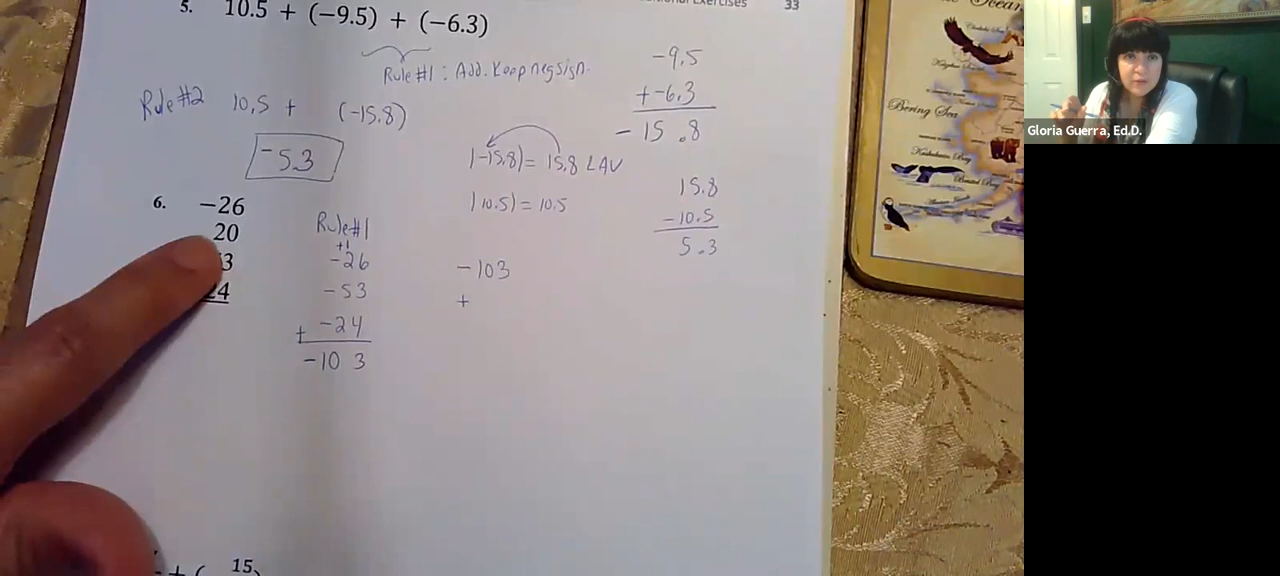 33
5. 10.5 + (−9.5) + (−6.3)
Rule #1 : Add. Keep neg sign.
Rule #2 10.5 + (-15.8)
-5.3
-9.5
+-6.3
-15.8
|-15.8| = 15.8 LAV
|10.5| = 10.5
15.8
-10.5
5.3
6. −26
20
3
24
Rule #1
+1
-26
-53
+ -24
-103
-103
+
15
Bering Sea
Gloria Guerra, Ed.D.